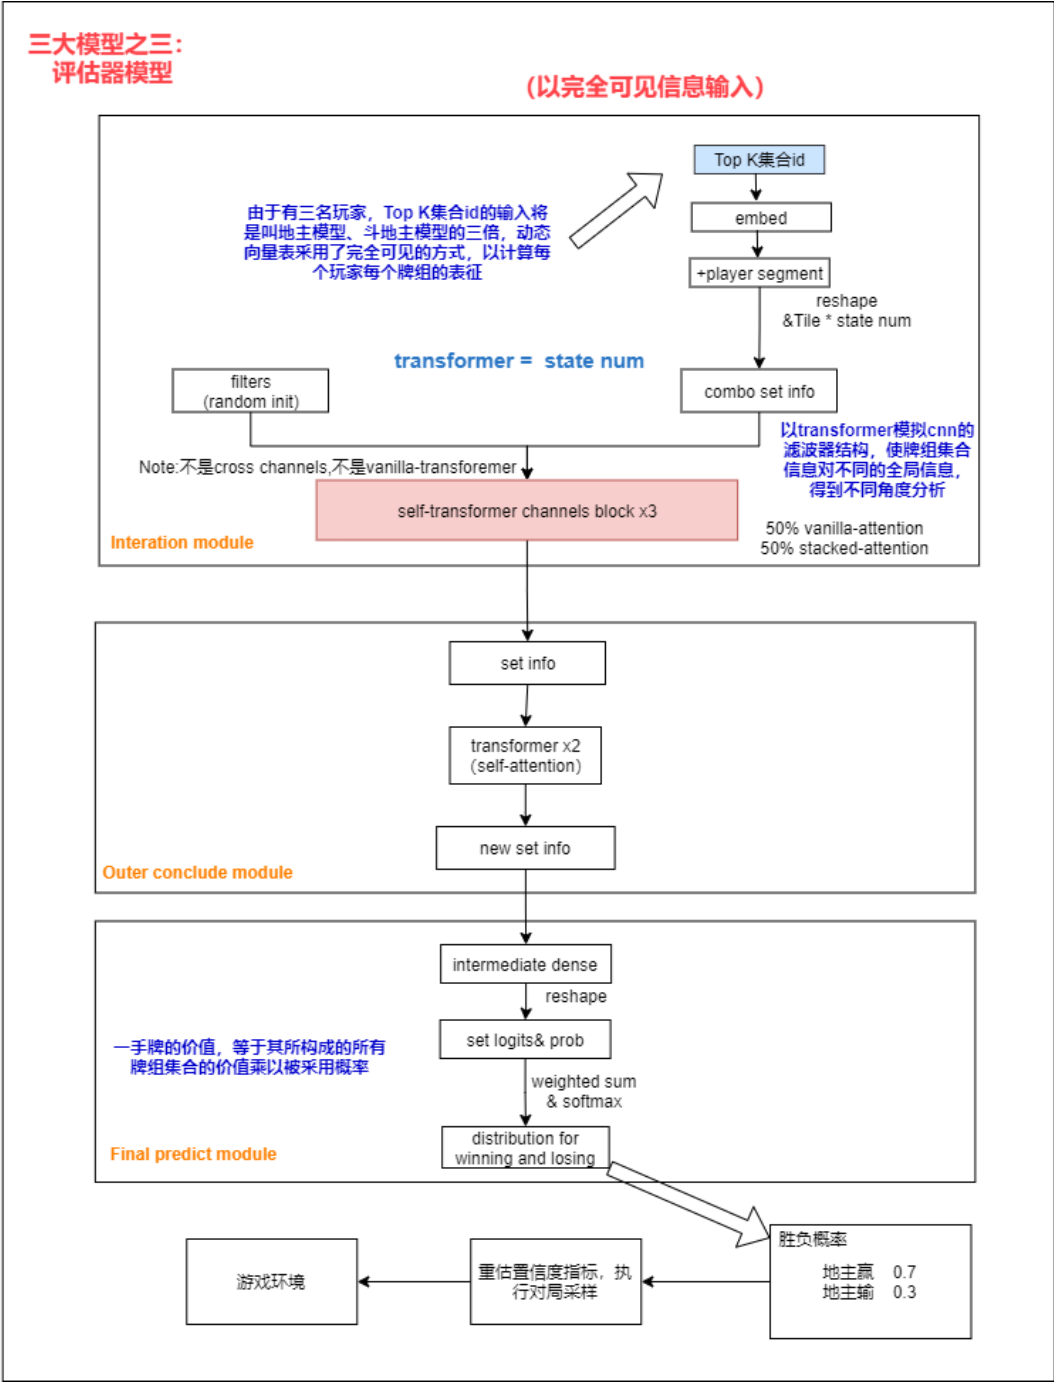 三大模型之三：
评估器模型
（以完全可见信息输入）
Top K集合id
由于有三名玩家，Top K集合id的输入将
是叫地主模型、斗地主模型的三倍，动态
向量表采用了完全可见的方式，以计算每
个玩家每个牌组的表征
embed
+player segment
reshape
&Tile * state num
transformer = state num
filters
(random init)
combo set info
以transformer模拟cnn的
滤波器结构，使牌组集合
信息对不同的全局信息，
得到不同角度分析
Note:不是cross channels,不是vanilla-transforemer
self-transformer channels block x3
50% vanilla-attention
50% stacked-attention
Interation module
set info
transformer x2
(self-attention)
new set info
Outer conclude module
intermediate dense
reshape
set logits& prob
一手牌的价值，等于其所构成的所有
牌组集合的价值乘以被采用概率
weighted sum
& softmax
distribution for
winning and losing
Final predict module
胜负概率
地主赢 0.7
地主输 0.3
重估置信度指标，执
行对局采样
游戏环境